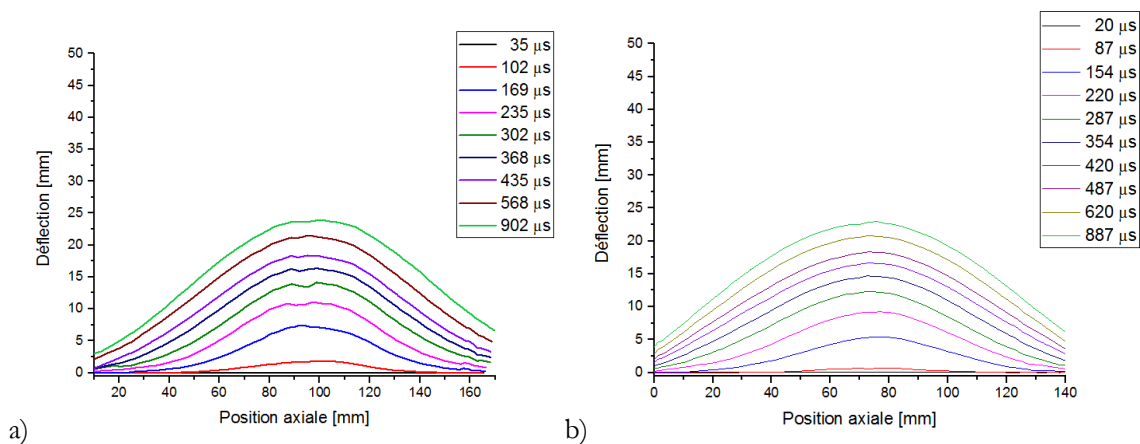 35 µs
102 µs
169 µs
235 µs
302 µs
368 µs
435 µs
568 µs
902 µs
50
45
40
35
30
25
20
15
10
5
0
20 40 60 80 100 120 140 160
Déflection [mm]
Position axiale [mm]
a)
20 µs
87 µs
154 µs
220 µs
287 µs
354 µs
420 µs
487 µs
620 µs
887 µs
50
45
40
35
30
25
20
15
10
5
0
0 20 40 60 80 100 120 140
Déflection [mm]
Position axiale [mm]
b)